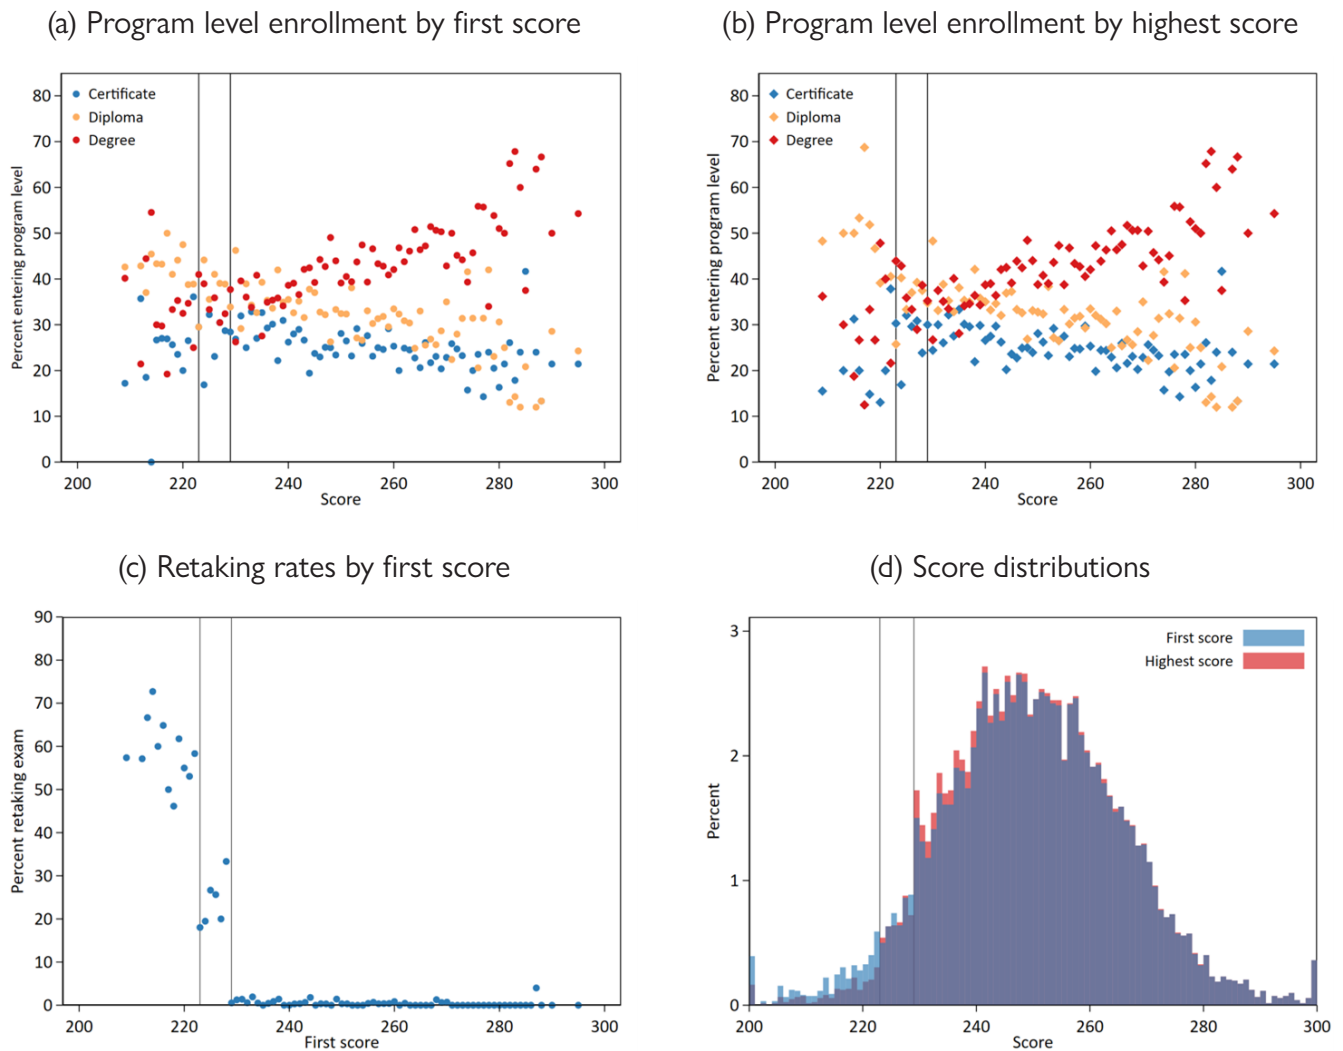 (a) Program level enrollment by first score
Percent entering program level
80
70
60
50
40
30
20
10
0
Certificate
Diploma
Degree
200 220 240 260 280 300
Score
(b) Program level enrollment by highest score
Percent entering program level
80
70
60
50
40
30
20
10
0
Certificate
Diploma
Degree
200 220 240 260 280 300
Score
(c) Retaking rates by first score
Percent retaking exam
90
80
70
60
50
40
30
20
10
0
200 220 240 260 280 300
First score
(d) Score distributions
Percent
3
2
1
0
First score
Highest score
200 220 240 260 280 300
Score